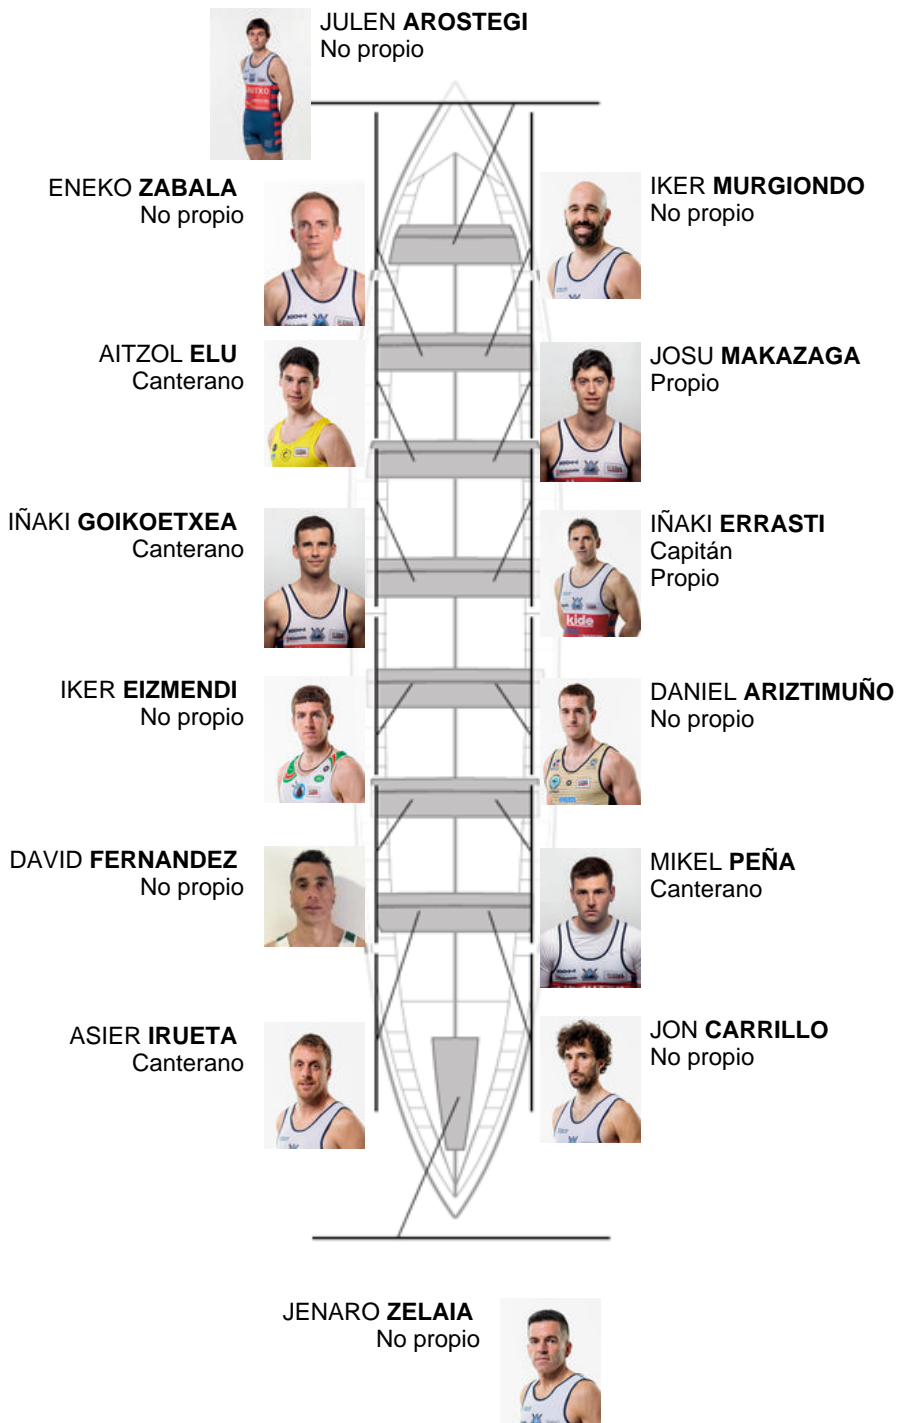 JULEN AROSTEGI
No propio
ENEKO ZABALA
No propio
IKER MURGIONDO
No propio
AITZOL ELU
Canterano
JOSU MAKAZAGA
Propio
IÑAKI GOIKOETXEA
Canterano
IÑAKI ERRASTI
Capitán
Propio
kide
IKER EIZMENDI
No propio
DANIEL ARIZTIMUÑO
No propio
DAVID FERNANDEZ
No propio
MIKEL PEÑA
Canterano
ASIER IRUETA
Canterano
JON CARRILLO
No propio
JENARO ZELAIA
No propio